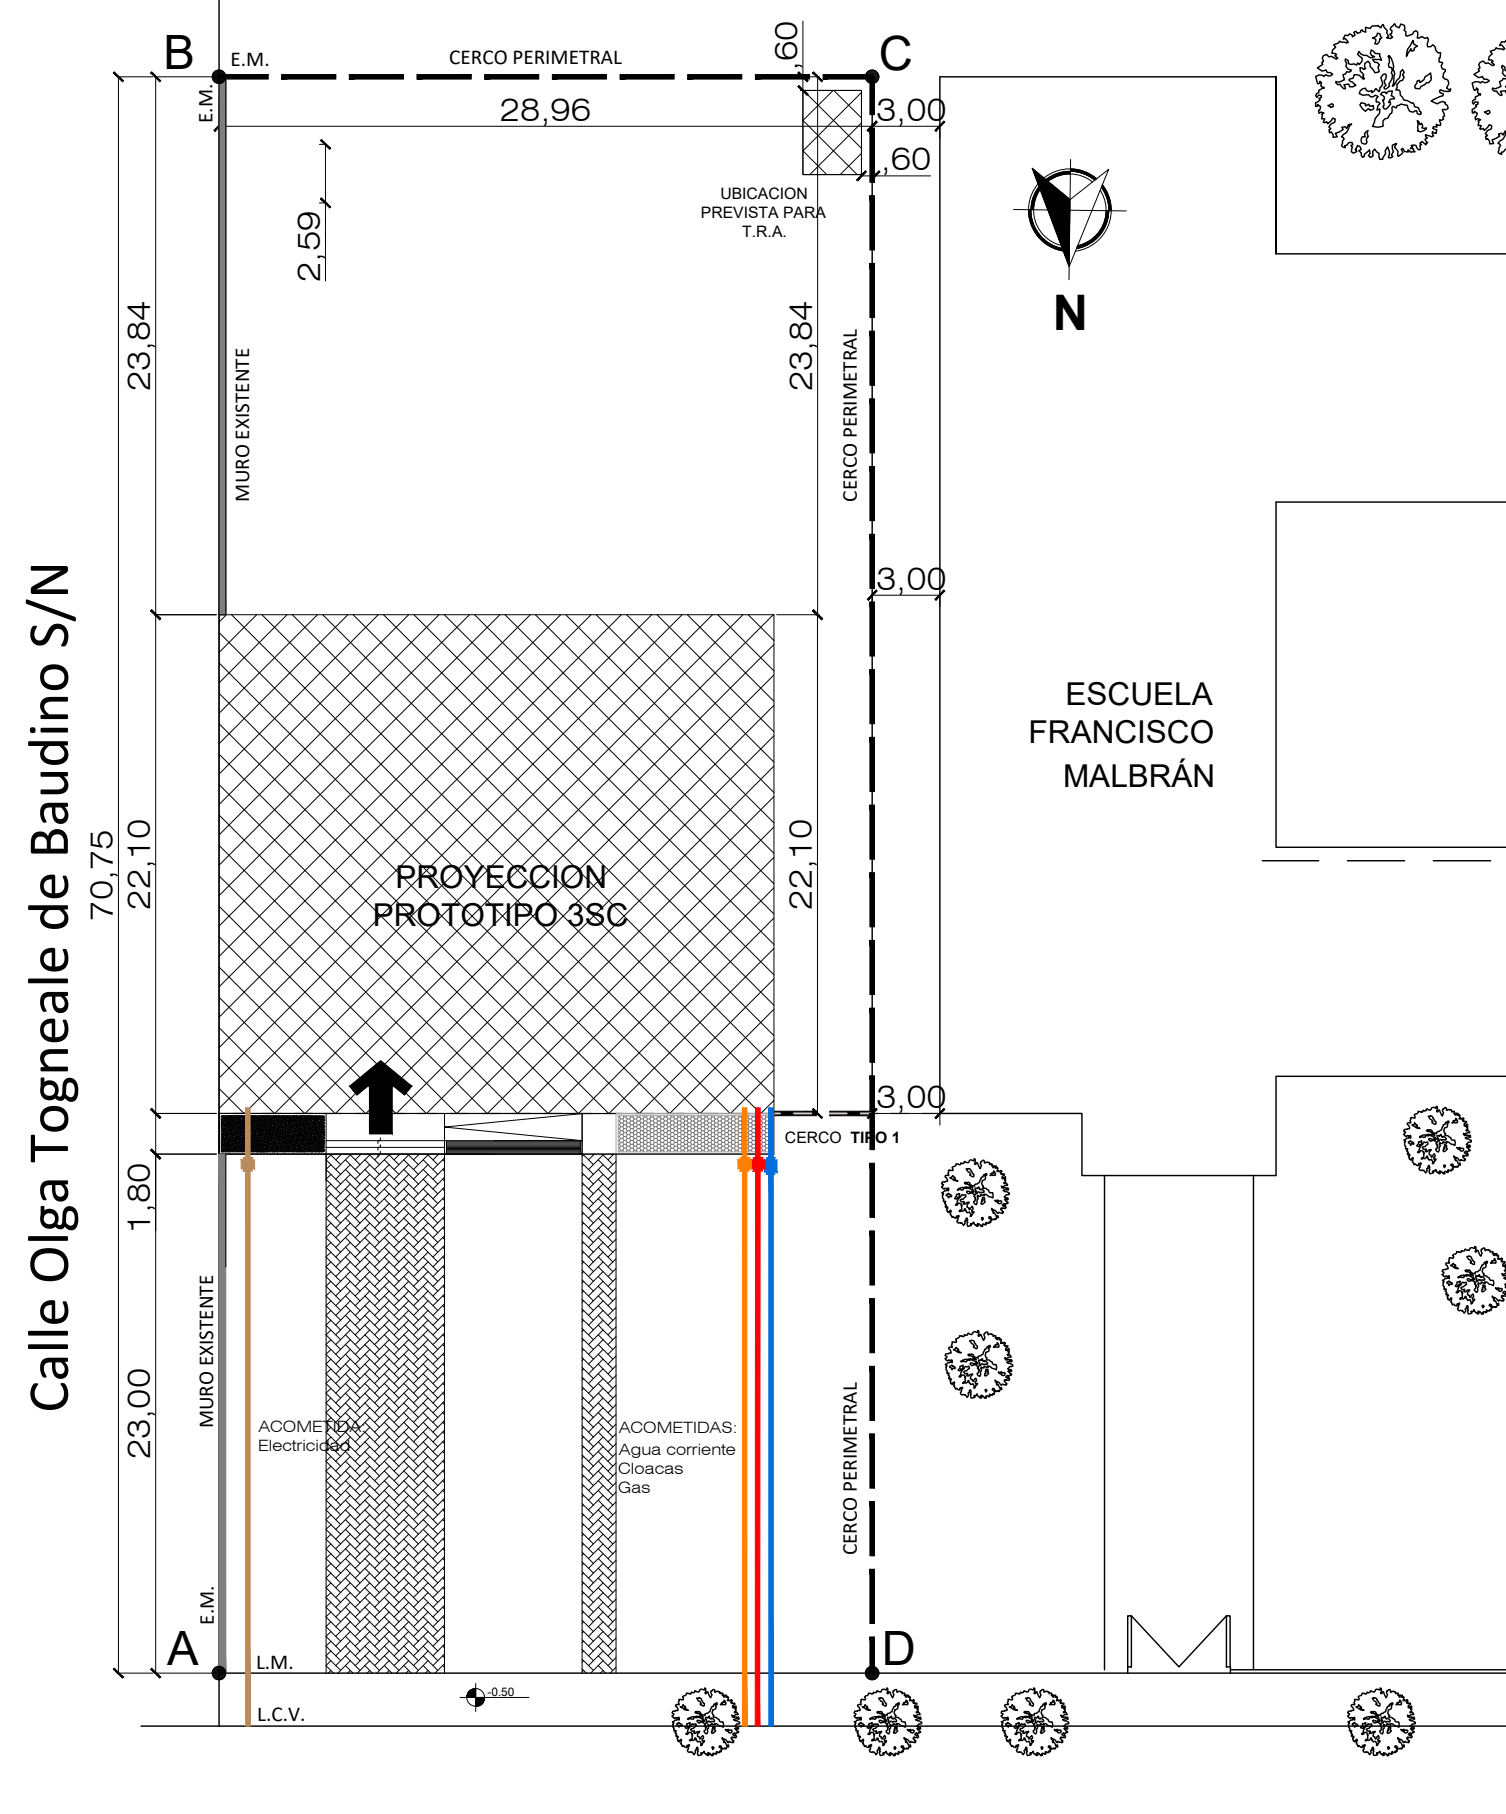 B
E.M.
CERCO PERIMETRAL
,60
C
E.M.
28,96
3,00
,60
UBICACION
PREVISTA PARA
T.R.A.
2,59
N
23,84
MURO EXISTENTE
23,84
CERCO PERIMETRAL
3,00
Calle Olga Togneale de Baudino S/N
ESCUELA
FRANCISCO
MALBRÁN
70,75
22,10
PROYECCION
PROTOTIPO 3SC
22,10
3,00
CERCO TIPO 1
1,80
MURO EXISTENTE
23,00
ACOMETIDA:
Electricidad
ACOMETIDAS:
Agua corriente
Cloacas
Gas
CERCO PERIMETRAL
E.M.
A
L.M.
D
-0.50
L.C.V.